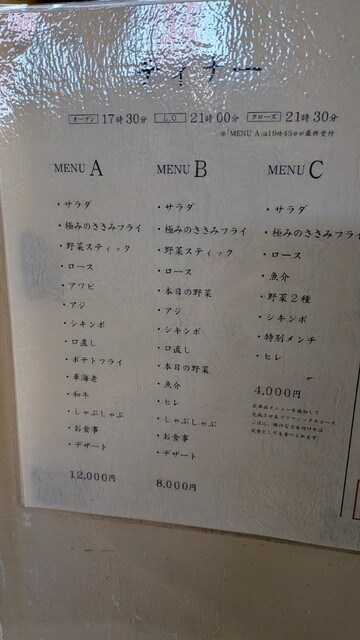 ディナー
オープン 17時30分 L.O 21時00分 クローズ 21時30分
※「MENU A」は19時45分が最終受付
MENU A
・サラダ
・極みのささみフライ
・野菜スティック
・ロース
・アワビ
・アジ
・シキンボ
・口直し
・ポテトフライ
・車海老
・和牛
・しゃぶしゃぶ
・お食事
・デザート
12,000円
MENU B
・サラダ
・極みのささみフライ
・野菜スティック
・ロース
・本日の野菜
・アジ
・シキンボ
・口直し
・本日の野菜
・魚介
・ヒレ
・しゃぶしゃぶ
・お食事
・デザート
8,000円
MENU C
・サラダ
・極みのささみフライ
・ロース
・魚介
・野菜2種
・シキンボ
・特別メンチ
・ヒレ
4,000円